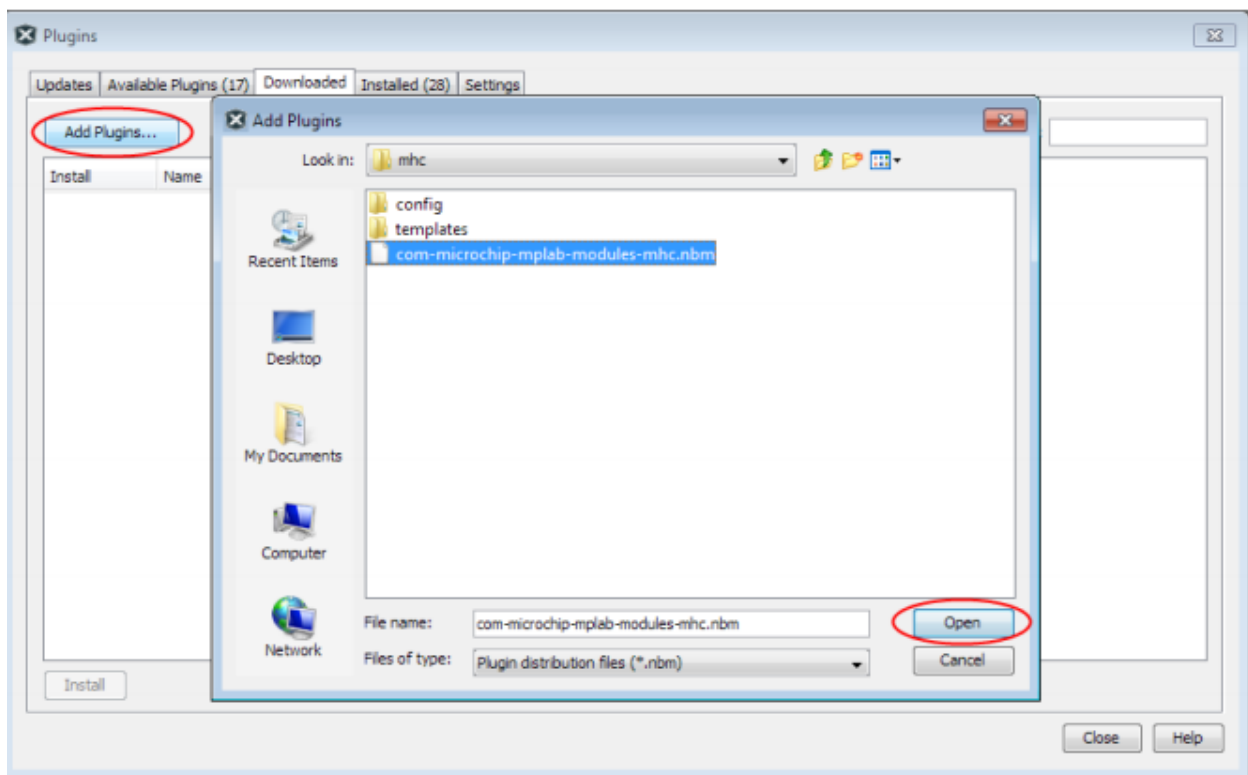 Plugins
Updates Available Plugins (17) Downloaded Installed (28) Settings
Add Plugins...
Add Plugins
Look in: mhc
Install Name
config
templates
com-microchip-mplab-modules-mhc.nbm
Recent Items
Desktop
My Documents
Computer
Network
File name: com-microchip-mplab-modules-mhc.nbm Open
Files of type: Plugin distribution files (*.nbm) Cancel
Install
Close Help